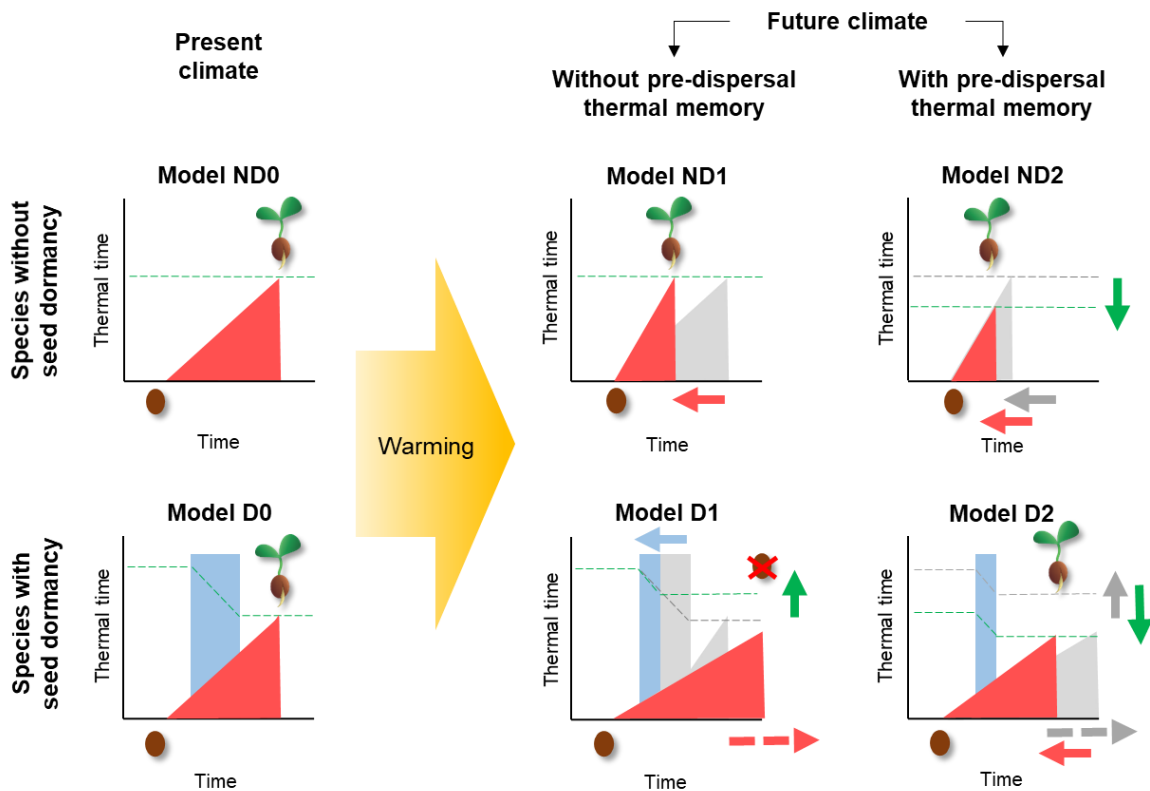 Future climate
Present
climate
Without pre-dispersal
thermal memory
With pre-dispersal
thermal memory
Species without
seed dormancy
Model ND0
Thermal time
Time
Model ND1
Thermal time
Time
Model ND2
Thermal time
Time
Warming
Species with
seed dormancy
Model D0
Thermal time
Time
Model D1
Thermal time
Time
Model D2
Thermal time
Time